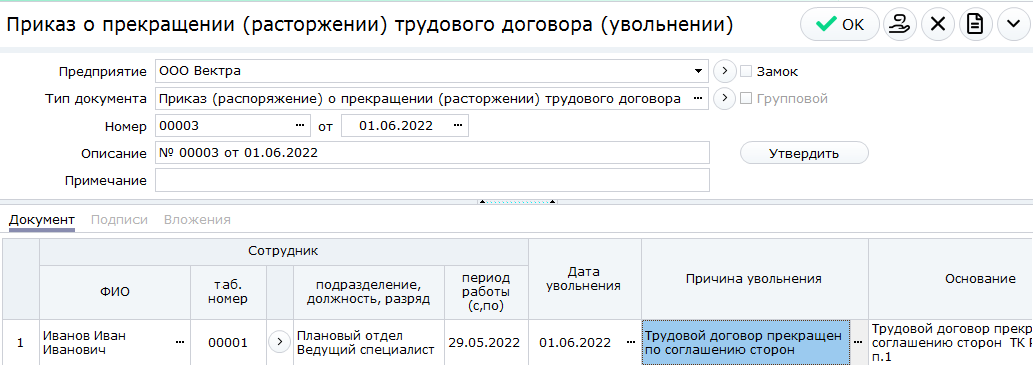 Приказ о прекращении (расторжении) трудового договора (увольнении)
OK
Предприятие ООО Вектра Замок
Тип документа Приказ (распоряжение) о прекращении (расторжении) трудового договора Групповой
Номер 00003 от 01.06.2022
Описание № 00003 от 01.06.2022 Утвердить
Примечание
Документ Подписи Вложения
Сотрудник
Дата увольнения
Причина увольнения
Основание
ФИО
таб. номер
подразделение, должность, разряд
период работы (с,по)
1
Иванов Иван
Иванович
00001
Плановый отдел
Ведущий специалист
29.05.2022
01.06.2022
Трудовой договор прекращен
по соглашению сторон
Трудовой договор прекр
соглашению сторон ТК
п.1